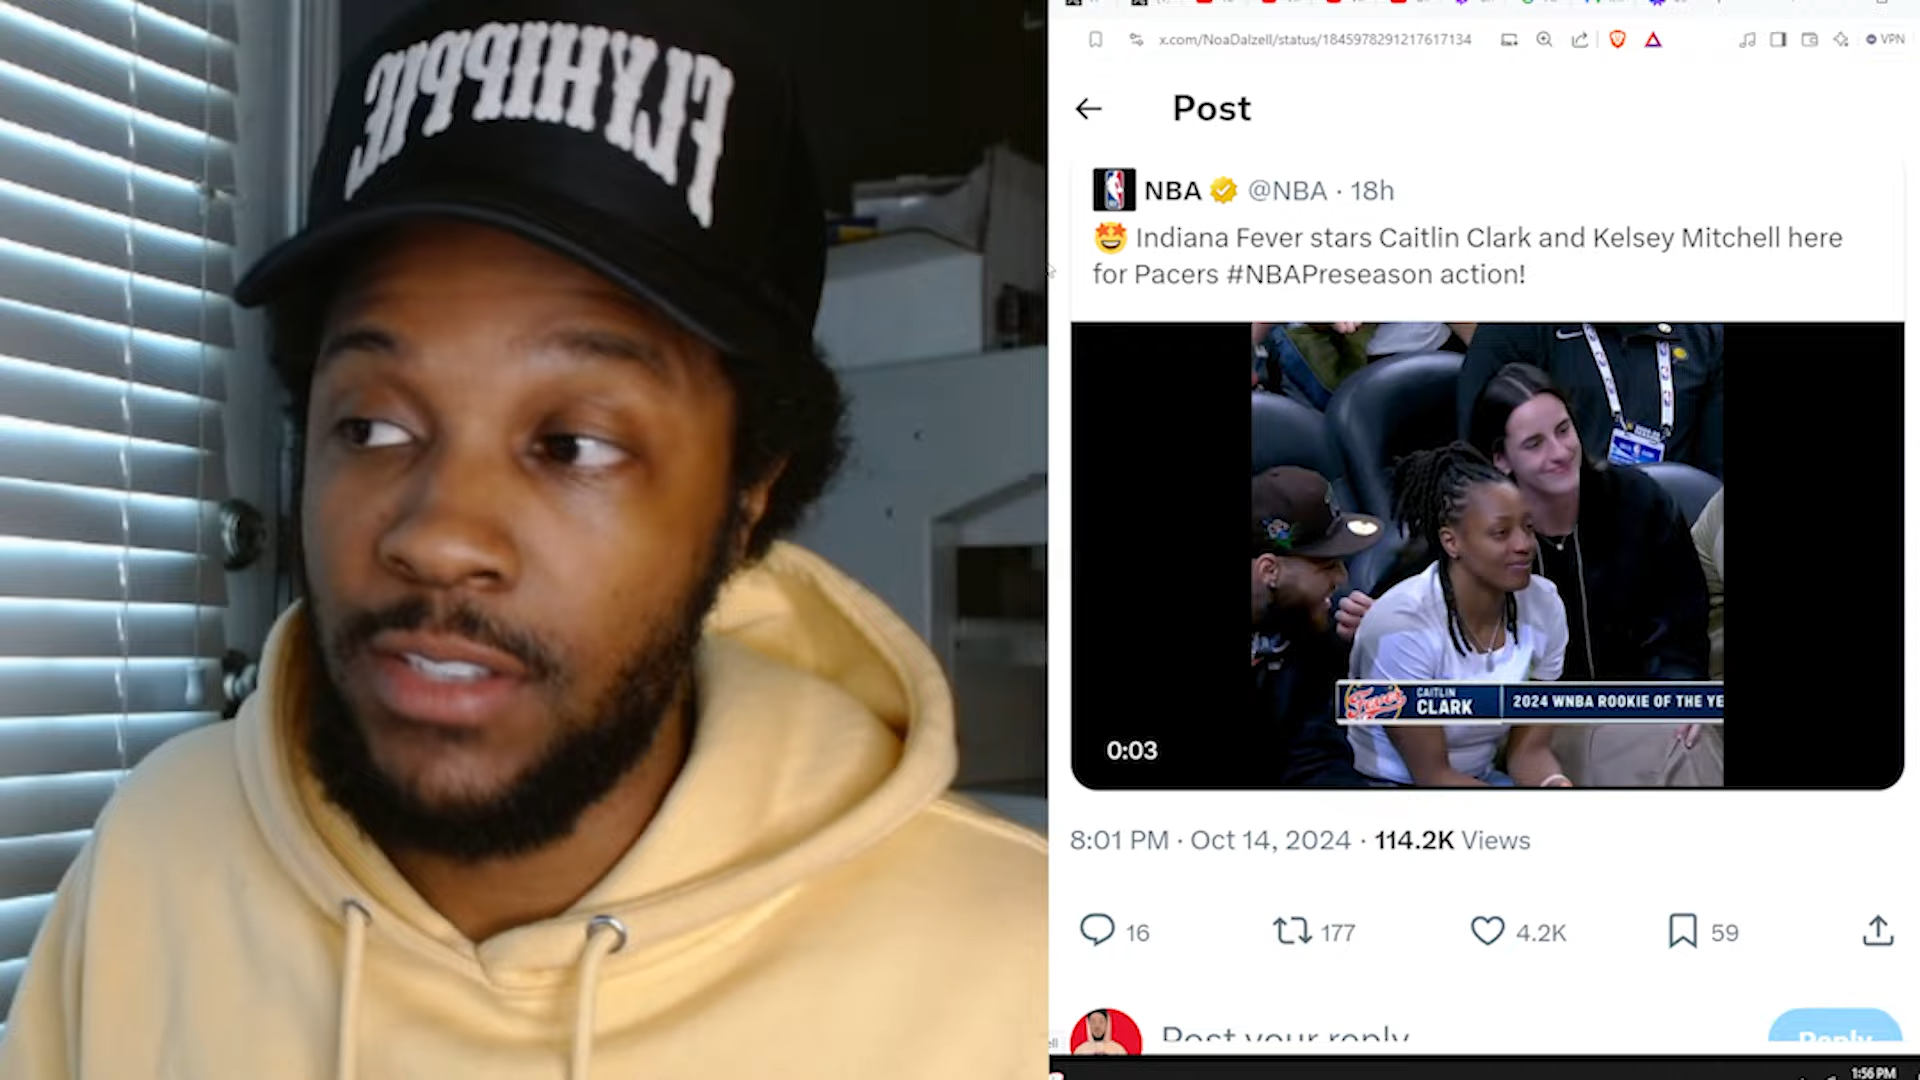 FLYHIPPIE
x.com/NoaDalzell/status/1845978291217617134
VPN
Post
NBA @NBA · 18h
Indiana Fever stars Caitlin Clark and Kelsey Mitchell here
for Pacers #NBAPreseason action!
Fever
CAITLIN
CLARK
2024 WNBA ROOKIE OF THE YE
0:03
8:01 PM · Oct 14, 2024 · 114.2K Views
16
177
4.2K
59
Post your reply
Reply
1:56 PM